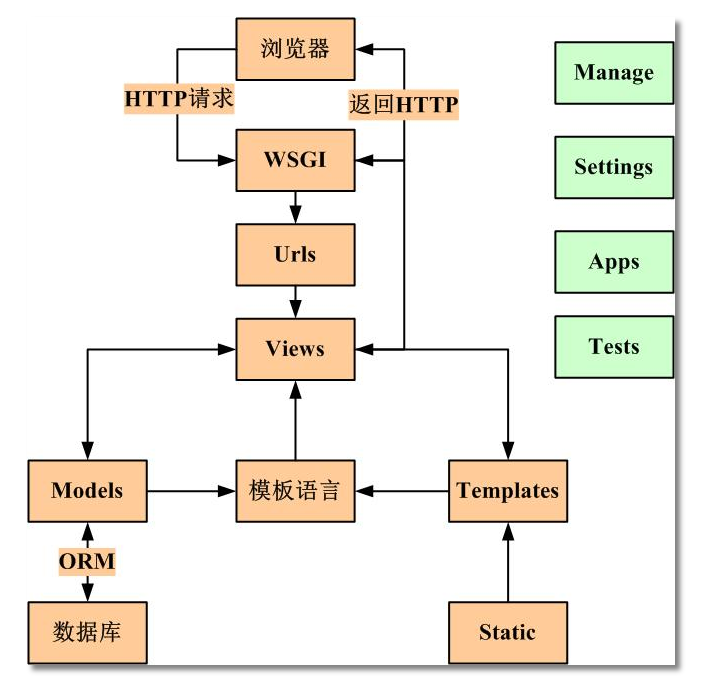 浏览器
Manage
HTTP请求
返回HTTP
WSGI
Settings
Urls
Apps
Views
Tests
Models
模板语言
Templates
ORM
数据库
Static